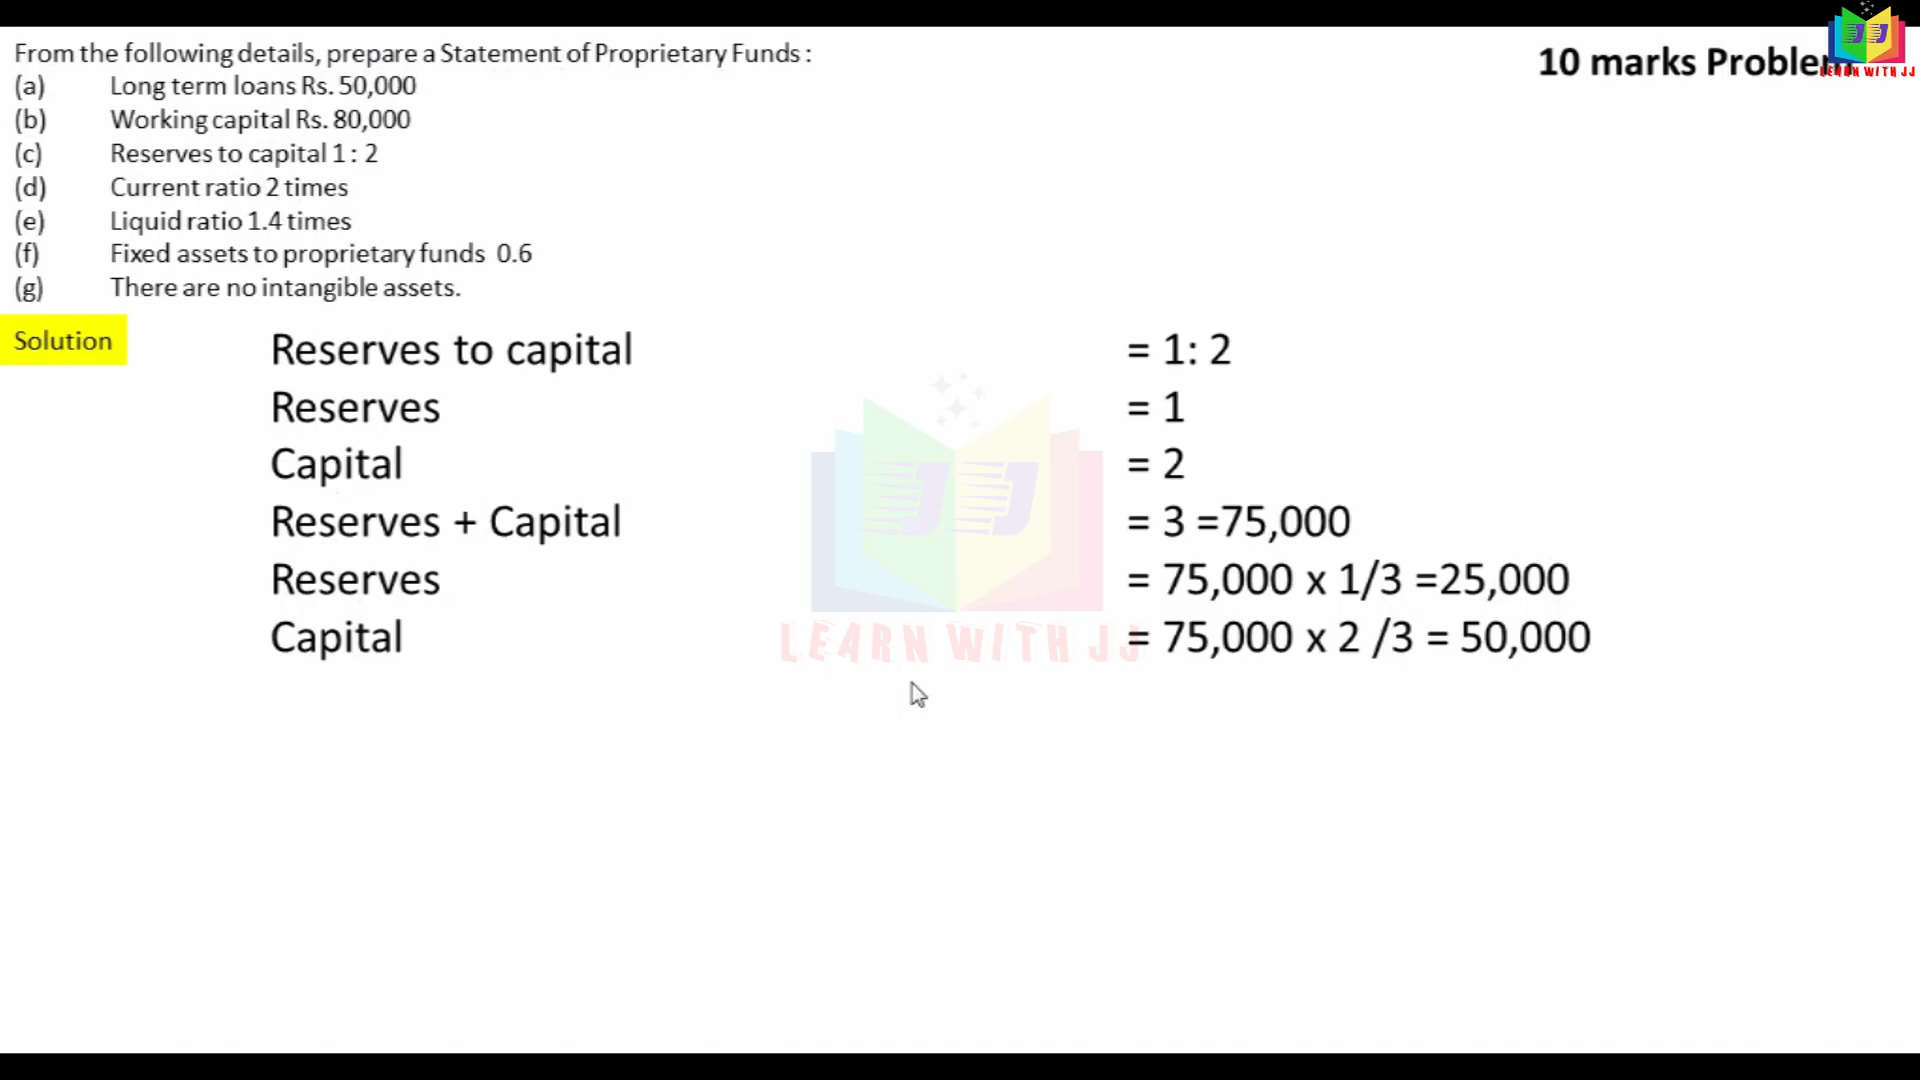 From the following details, prepare a Statement of Proprietary Funds :
10 marks Problem
LEARN WITH JJ
(a) Long term loans Rs. 50,000
(b) Working capital Rs. 80,000
(c) Reserves to capital 1 : 2
(d) Current ratio 2 times
(e) Liquid ratio 1.4 times
(f) Fixed assets to proprietary funds 0.6
(g) There are no intangible assets.
Solution
Reserves to capital = 1: 2
Reserves = 1
Capital = 2
Reserves + Capital = 3 =75,000
Reserves = 75,000 x 1/3 =25,000
Capital = 75,000 x 2 /3 = 50,000
JJ
LEARN WITH JJ